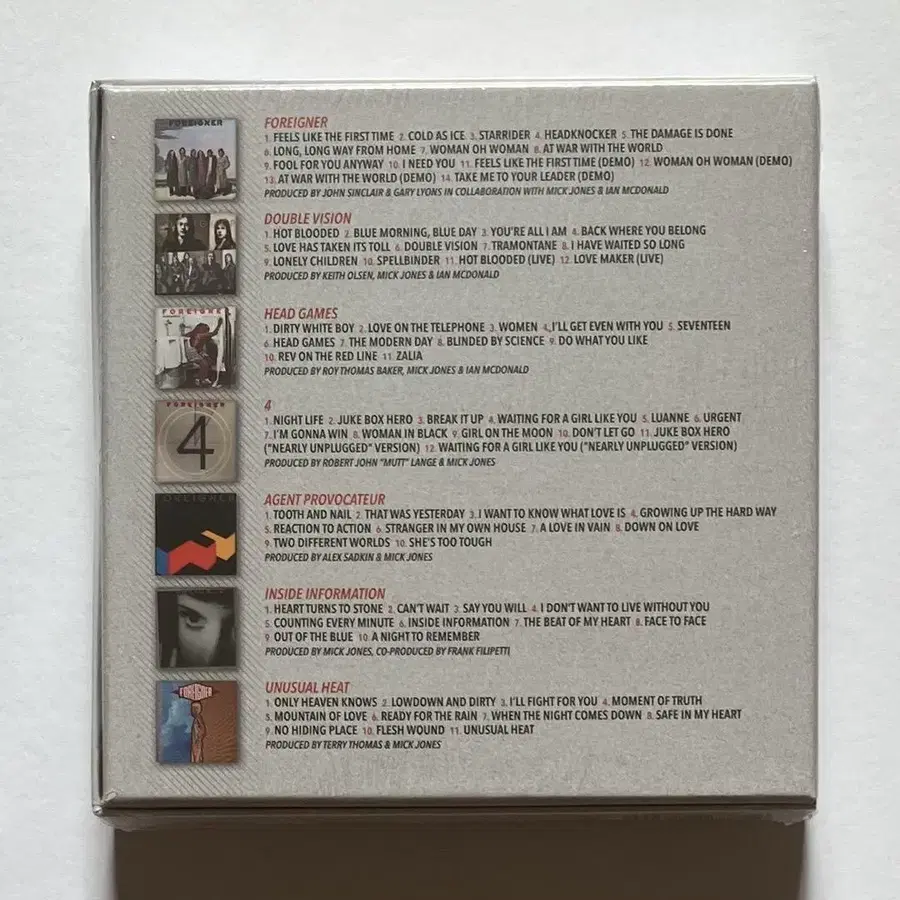 FOREIGNER
FOREIGNER
1. FEELS LIKE THE FIRST TIME 2. COLD AS ICE 3. STARRIDER 4. HEADKNOCKER 5. THE DAMAGE IS DONE
6. LONG, LONG WAY FROM HOME 7. WOMAN OH WOMAN 8. AT WAR WITH THE WORLD
9. FOOL FOR YOU ANYWAY 10. I NEED YOU 11. FEELS LIKE THE FIRST TIME (DEMO) 12. WOMAN OH WOMAN (DEMO)
13. AT WAR WITH THE WORLD (DEMO) 14. TAKE ME TO YOUR LEADER (DEMO)
PRODUCED BY JOHN SINCLAIR & GARY LYONS IN COLLABORATION WITH MICK JONES & IAN MCDONALD
DOUBLE VISION
1. HOT BLOODED 2. BLUE MORNING, BLUE DAY 3. YOU'RE ALL I AM 4. BACK WHERE YOU BELONG
5. LOVE HAS TAKEN ITS TOLL 6. DOUBLE VISION 7. TRAMONTANE 8. I HAVE WAITED SO LONG
9. LONELY CHILDREN 10. SPELLBINDER 11. HOT BLOODED (LIVE) 12. LOVE MAKER (LIVE)
PRODUCED BY KEITH OLSEN, MICK JONES & IAN MCDONALD
FOREIGNER
HEAD GAMES
1. DIRTY WHITE BOY 2. LOVE ON THE TELEPHONE 3. WOMEN 4. I'LL GET EVEN WITH YOU 5. SEVENTEEN
6. HEAD GAMES 7. THE MODERN DAY 8. BLINDED BY SCIENCE 9. DO WHAT YOU LIKE
10. REV ON THE RED LINE 11. ZALIA
PRODUCED BY ROY THOMAS BAKER, MICK JONES & IAN MCDONALD
FOREIGNER
4
4
1. NIGHT LIFE 2. JUKE BOX HERO 3. BREAK IT UP 4. WAITING FOR A GIRL LIKE YOU 5. LUANNE 6. URGENT
7. I'M GONNA WIN 8. WOMAN IN BLACK 9. GIRL ON THE MOON 10. DON'T LET GO 11. JUKE BOX HERO
("NEARLY UNPLUGGED" VERSION) 12. WAITING FOR A GIRL LIKE YOU ("NEARLY UNPLUGGED" VERSION)
PRODUCED BY ROBERT JOHN "MUTT" LANGE & MICK JONES
FOREIGNER
AGENT PROVOCATEUR
1. TOOTH AND NAIL 2. THAT WAS YESTERDAY 3. I WANT TO KNOW WHAT LOVE IS 4. GROWING UP THE HARD WAY
5. REACTION TO ACTION 6. STRANGER IN MY OWN HOUSE 7. A LOVE IN VAIN 8. DOWN ON LOVE
9. TWO DIFFERENT WORLDS 10. SHE'S TOO TOUGH
PRODUCED BY ALEX SADKIN & MICK JONES
INSIDE INFORMATION
1. HEART TURNS TO STONE 2. CAN'T WAIT 3. SAY YOU WILL 4. I DON'T WANT TO LIVE WITHOUT YOU
5. COUNTING EVERY MINUTE 6. INSIDE INFORMATION 7. THE BEAT OF MY HEART 8. FACE TO FACE
9. OUT OF THE BLUE 10. A NIGHT TO REMEMBER
PRODUCED BY MICK JONES, CO-PRODUCED BY FRANK FILIPETTI
FOREIGNER
UNUSUAL HEAT
1. ONLY HEAVEN KNOWS 2. LOWDOWN AND DIRTY 3. I'LL FIGHT FOR YOU 4. MOMENT OF TRUTH
5. MOUNTAIN OF LOVE 6. READY FOR THE RAIN 7. WHEN THE NIGHT COMES DOWN 8. SAFE IN MY HEART
9. NO HIDING PLACE 10. FLESH WOUND 11. UNUSUAL HEAT
PRODUCED BY TERRY THOMAS & MICK JONES